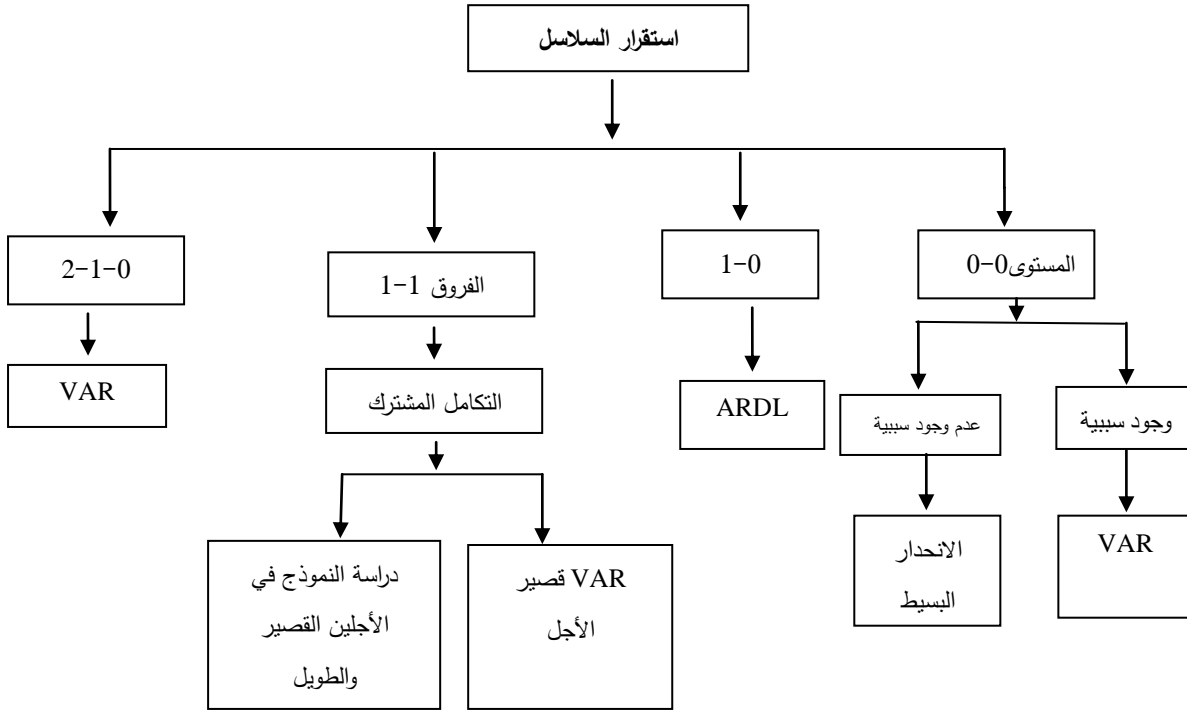 استقرار السلاسل
المستوى0-0
1-0
الفروق 1-1
2-1-0
وجود سببية
عدم وجود سببية
ARDL
التكامل المشترك
VAR
VAR
الانحدار
البسيط
VAR قصير
الأجل
دراسة النموذج في
الأجلين القصير
والطويل